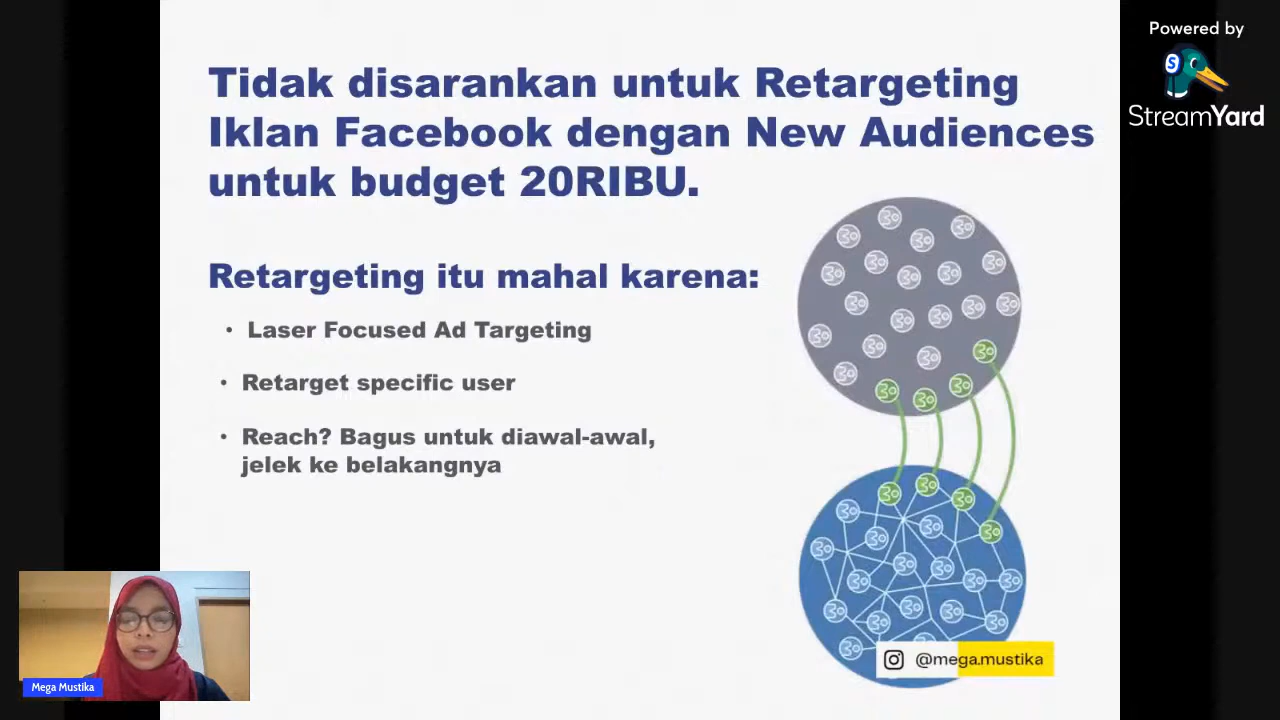 Powered by
StreamYard
Tidak disarankan untuk Retargeting
Iklan Facebook dengan New Audiences
untuk budget 20RIBU.
Retargeting itu mahal karena:
• Laser Focused Ad Targeting
• Retarget specific user
• Reach? Bagus untuk diawal-awal,
jelek ke belakangnya
@mega.mustika
Mega Mustika